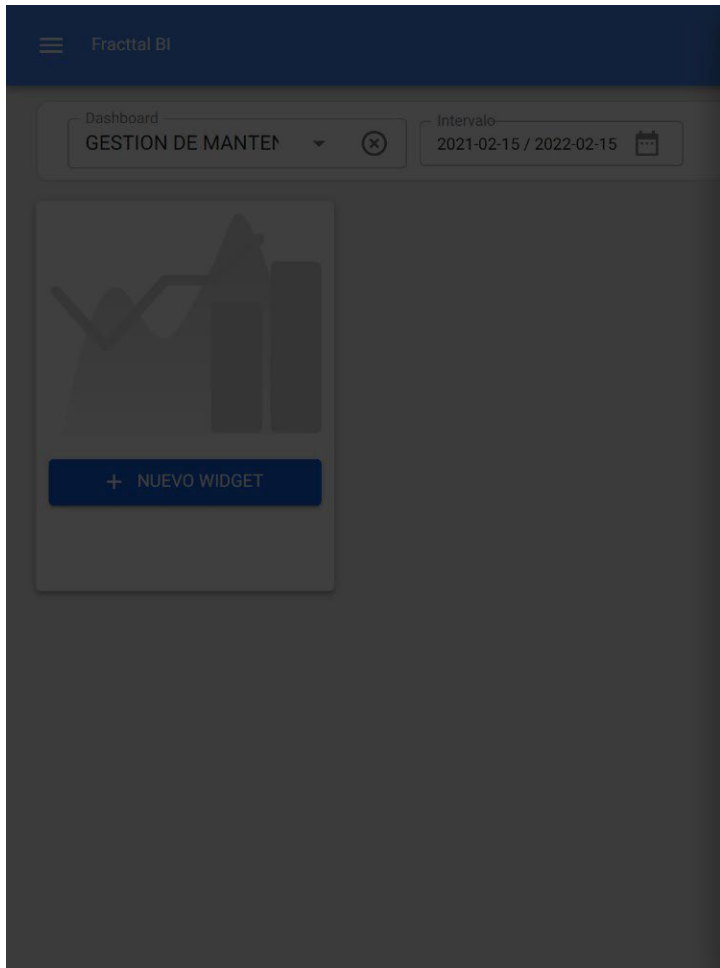 Fracttal BI
Dashboard
GESTION DE MANTEN
Intervalo
2021-02-15 / 2022-02-15
+ NUEVO WIDGET